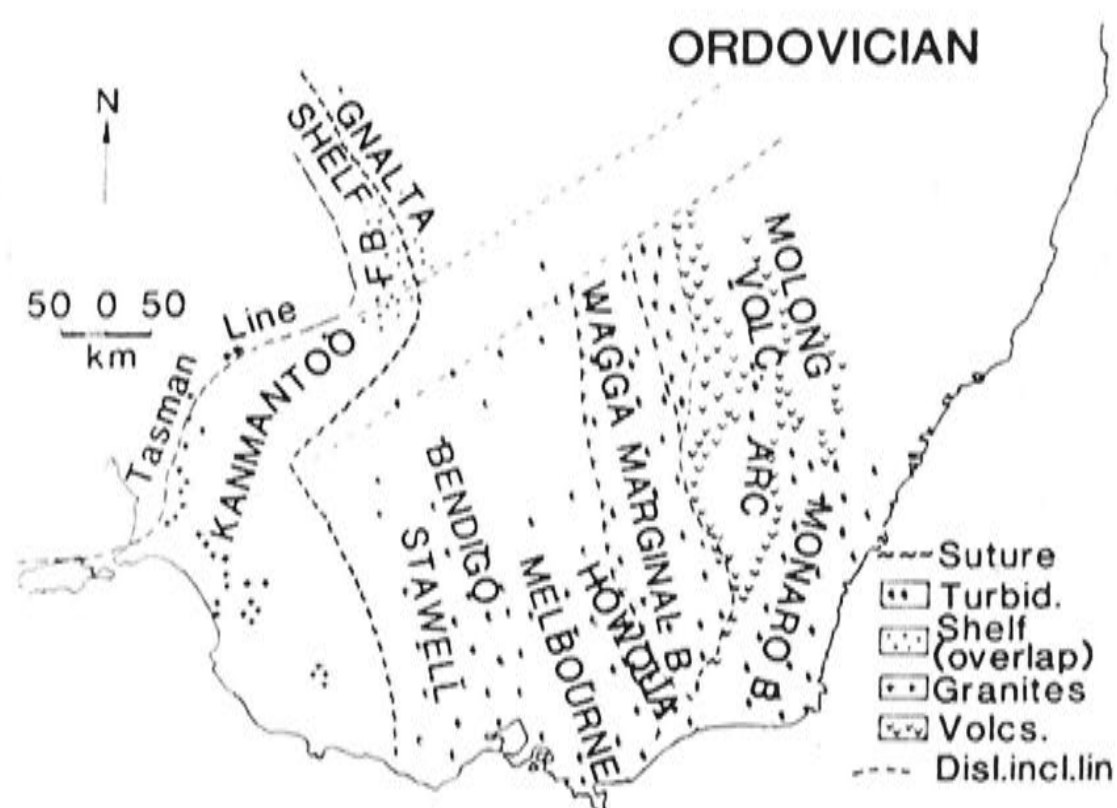 ORDOVICIAN
N
GNALTA
SHELF
F B
50 0 50
km
Tasman Line
KANMANTOO
MOLONG
VOLC. ARC
WAGGA MARGINAL B
BENDIGO
STAWELL
MELBOURNE
HOWQUA
MONARO B.
Suture
Turbid.
Shelf
(overlap)
Granites
Volcs.
Disl.incl.lin